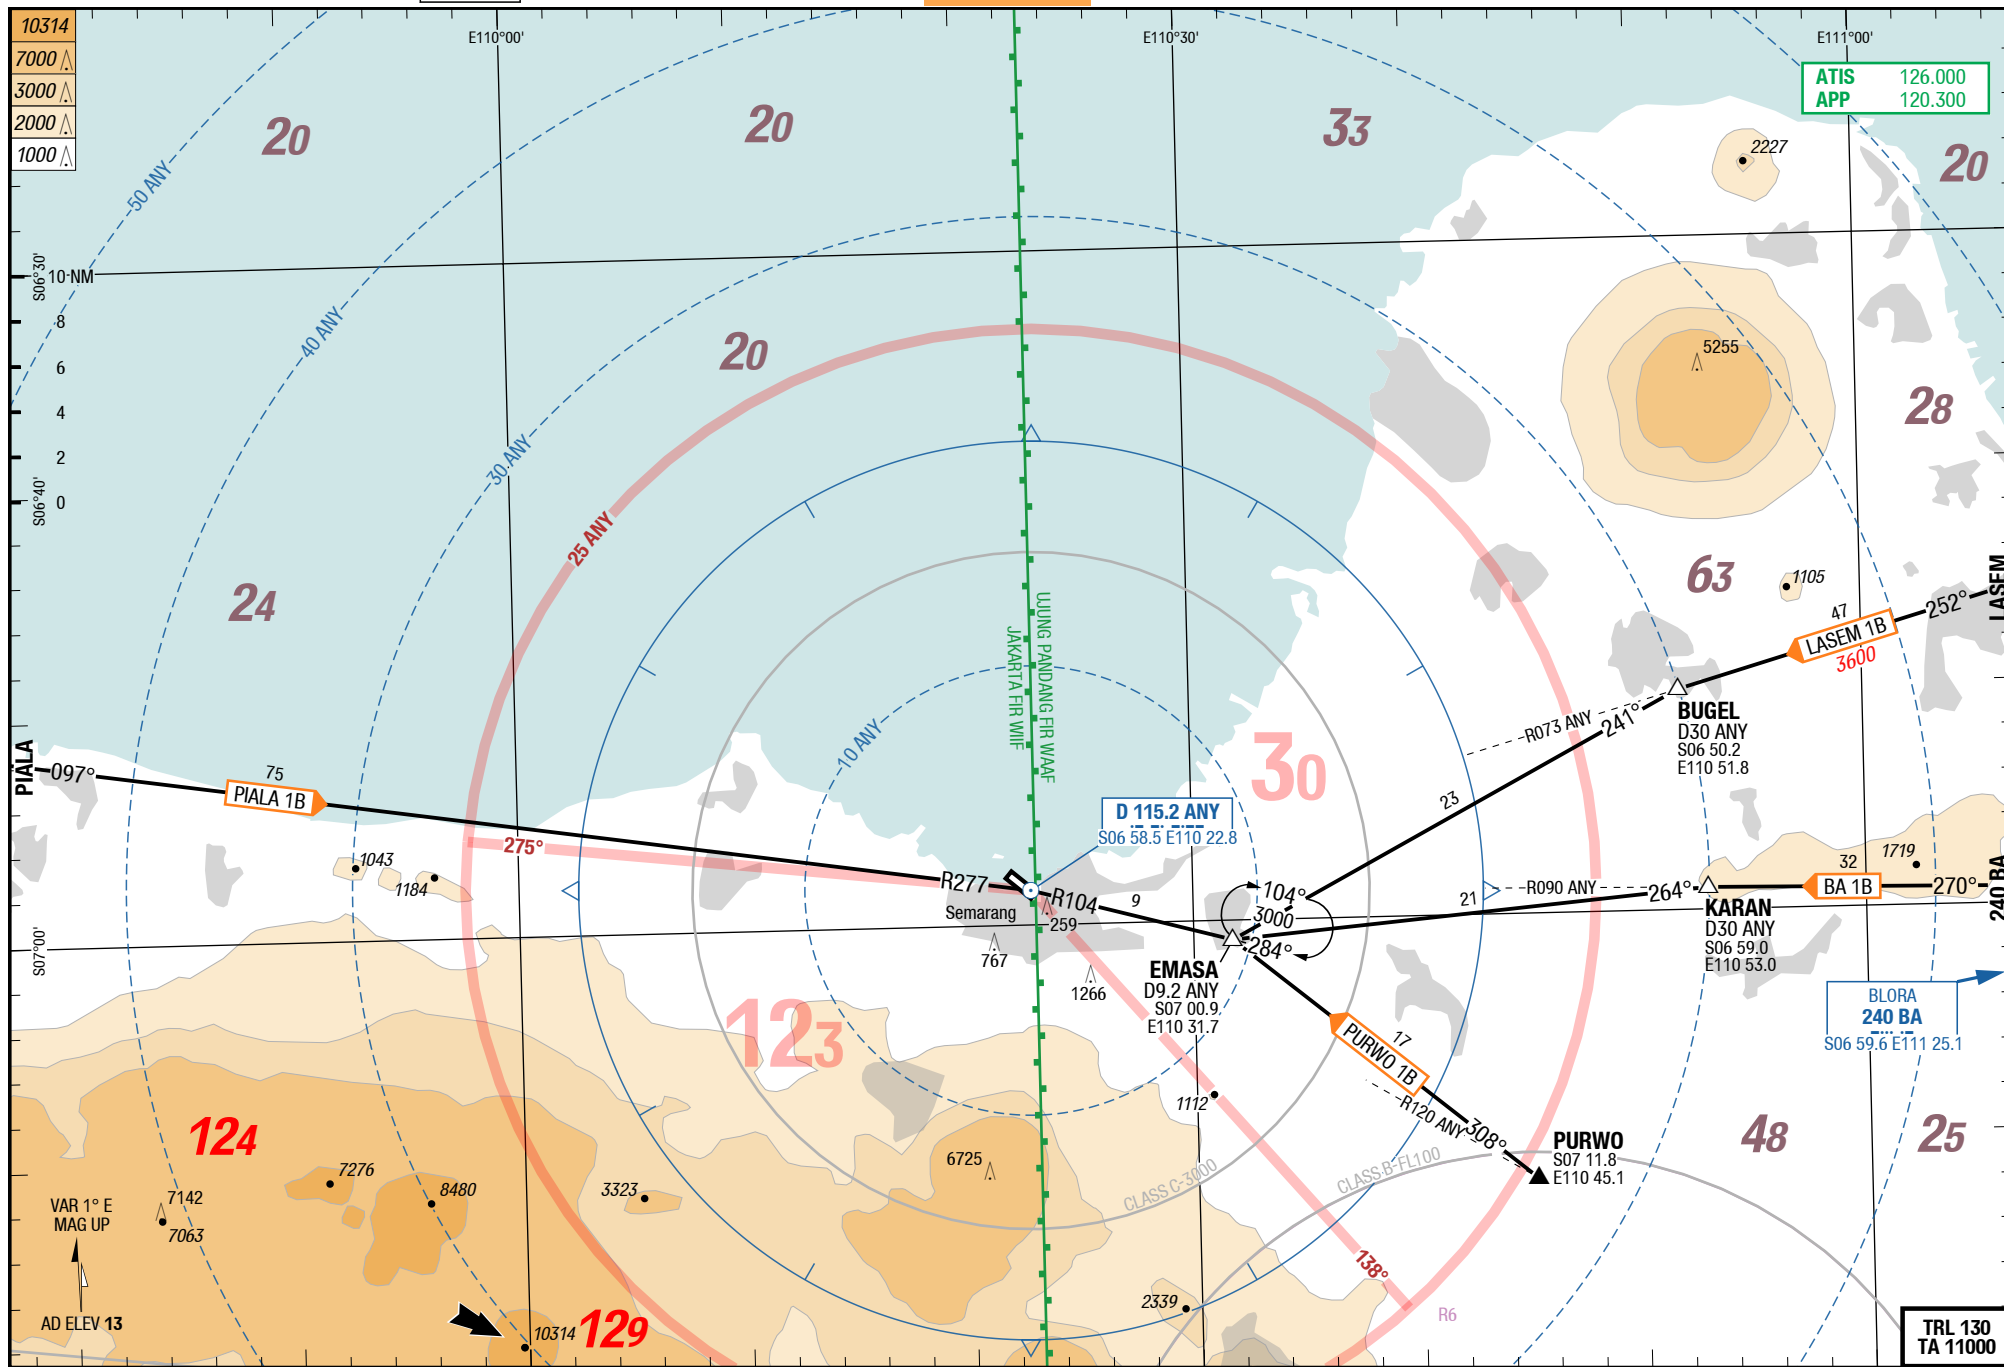 10314
7000
3000
2000
1000
E110°00'
E110°30'
E111°00'
ATIS 126.000
APP 120.300
20
20
33
20
2227
50 ANY
S06°30'
10 NM
8
6
4
2
0
S06°40'
40 ANY
20
5255
28
30 ANY
25 ANY
24
63
1105
UJUNG PANDANG FIR WAAF
JAKARTA FIR WIIF
LASEM
252°
47
LASEM 1B
3600
BUGEL
D30 ANY
S06 50.2
E110 51.8
R073 ANY
241°
23
PIALA
097°
75
PIALA 1B
10 ANY
30
D 115.2 ANY
S06 58.5 E110 22.8
275°
1043
1184
R277
R104
9
Semarang
259
767
1266
104°
3000
284°
21
R090 ANY
264°
32
BA 1B
1719
270°
240 BA
KARAN
D30 ANY
S06 59.0
E110 53.0
EMASA
D9.2 ANY
S07 00.9
E110 31.7
S07°00'
BLORA
240 BA
S06 59.6 E111 25.1
123
17
PURWO 1B
R120 ANY
308°
PURWO
S07 11.8
E110 45.1
1112
48
25
124
7276
8480
7142
7063
3323
6725
CLASS C-3000
CLASS B-FL100
VAR 1° E
MAG UP
AD ELEV 13
10314
129
2339
138°
R6
TRL 130
TA 11000